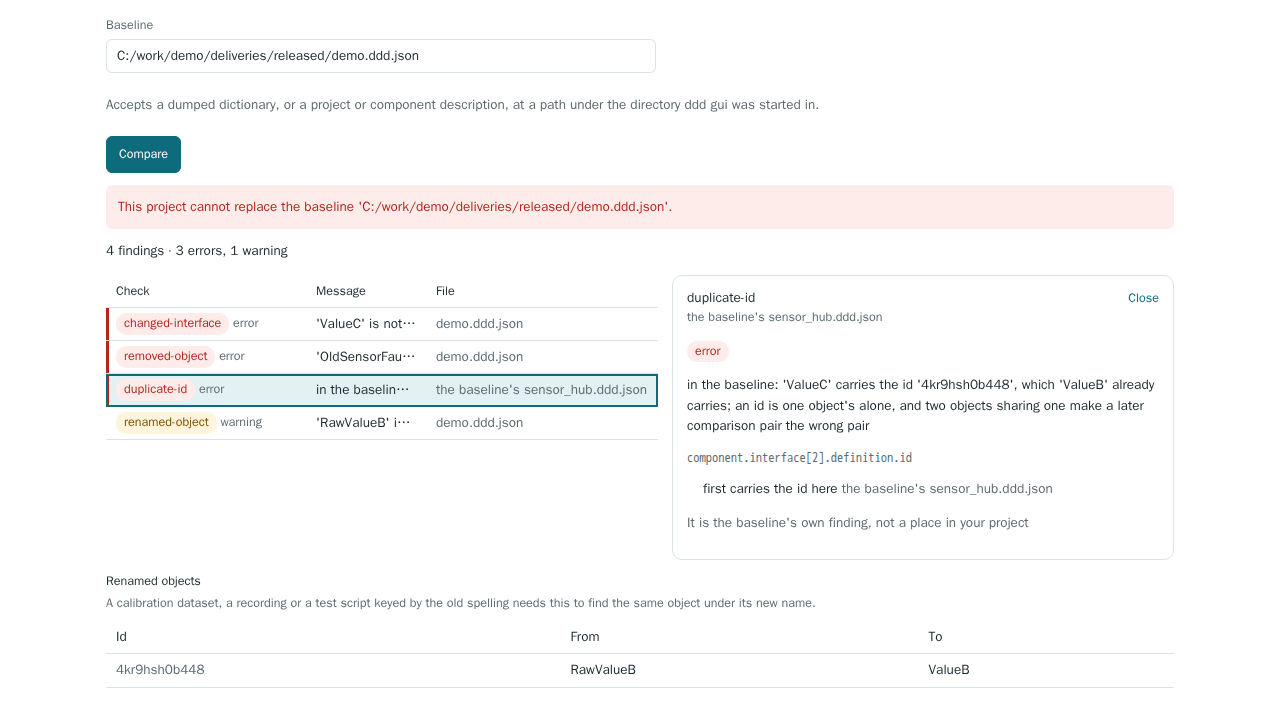 Baseline
C:/work/demo/deliveries/released/demo.ddd.json
Accepts a dumped dictionary, or a project or component description, at a path under the directory ddd gui was started in.
Compare
This project cannot replace the baseline 'C:/work/demo/deliveries/released/demo.ddd.json'.
4 findings · 3 errors, 1 warning
Check Message File
changed-interface error 'ValueC' is not··· demo.ddd.json
removed-object error 'OldSensorFau··· demo.ddd.json
duplicate-id error in the baselin··· the baseline's sensor_hub.ddd.json
renamed-object warning 'RawValueB' i··· demo.ddd.json
duplicate-id Close
the baseline's sensor_hub.ddd.json
error
in the baseline: 'ValueC' carries the id '4kr9hsh0b448', which 'ValueB' already
carries; an id is one object's alone, and two objects sharing one make a later
comparison pair the wrong pair
component.interface[2].definition.id
first carries the id here the baseline's sensor_hub.ddd.json
It is the baseline's own finding, not a place in your project
Renamed objects
A calibration dataset, a recording or a test script keyed by the old spelling needs this to find the same object under its new name.
Id From To
4kr9hsh0b448 RawValueB ValueB